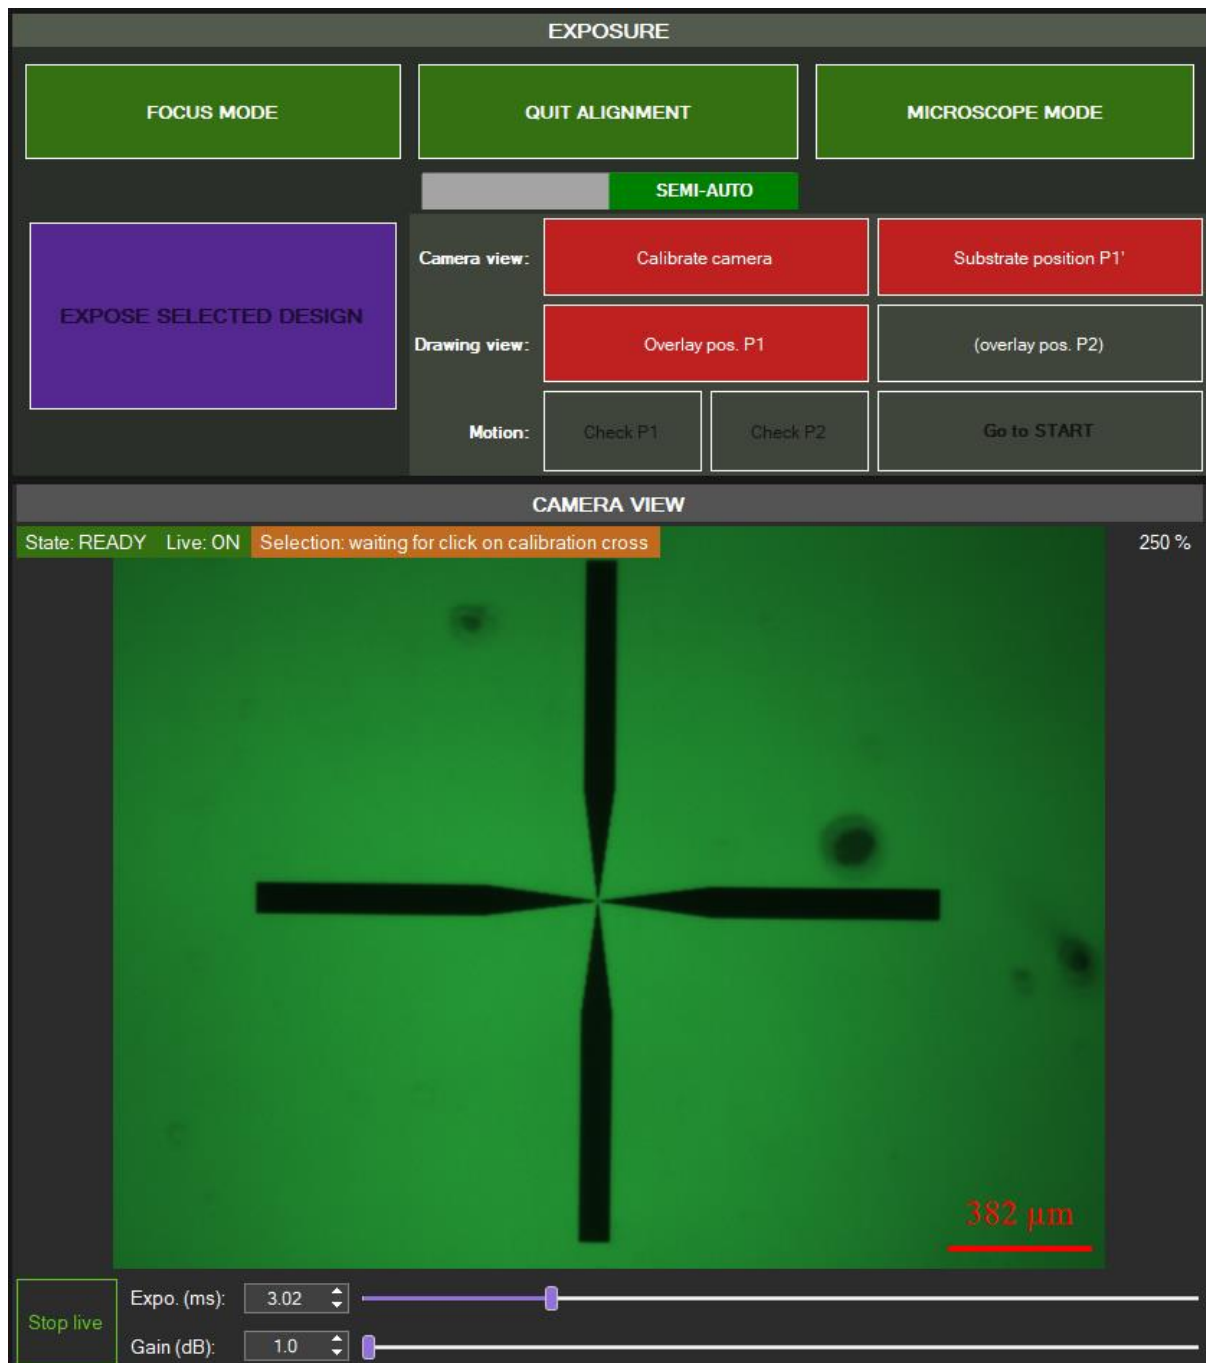 EXPOSURE
FOCUS MODE
QUIT ALIGNMENT
MICROSCOPE MODE
SEMI-AUTO
EXPOSE SELECTED DESIGN
Camera view:
Calibrate camera
Substrate position P1'
Drawing view:
Overlay pos. P1
(overlay pos. P2)
Motion:
Check P1
Check P2
Go to START
CAMERA VIEW
State: READY Live: ON Selection: waiting for click on calibration cross
250 %
382 µm
Stop live
Expo. (ms): 3.02
Gain (dB): 1.0